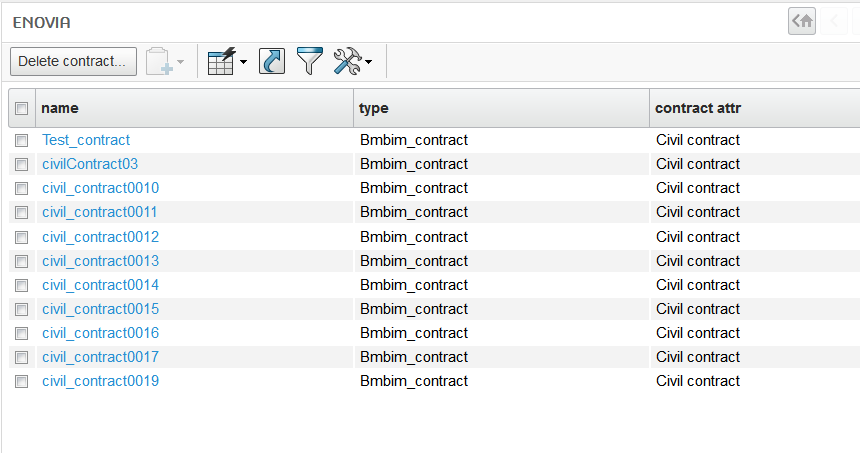 ENOVIA
Delete contract...
name type contract attr
Test_contract Bmbim_contract Civil contract
civilContract03 Bmbim_contract Civil contract
civil_contract0010 Bmbim_contract Civil contract
civil_contract0011 Bmbim_contract Civil contract
civil_contract0012 Bmbim_contract Civil contract
civil_contract0013 Bmbim_contract Civil contract
civil_contract0014 Bmbim_contract Civil contract
civil_contract0015 Bmbim_contract Civil contract
civil_contract0016 Bmbim_contract Civil contract
civil_contract0017 Bmbim_contract Civil contract
civil_contract0019 Bmbim_contract Civil contract